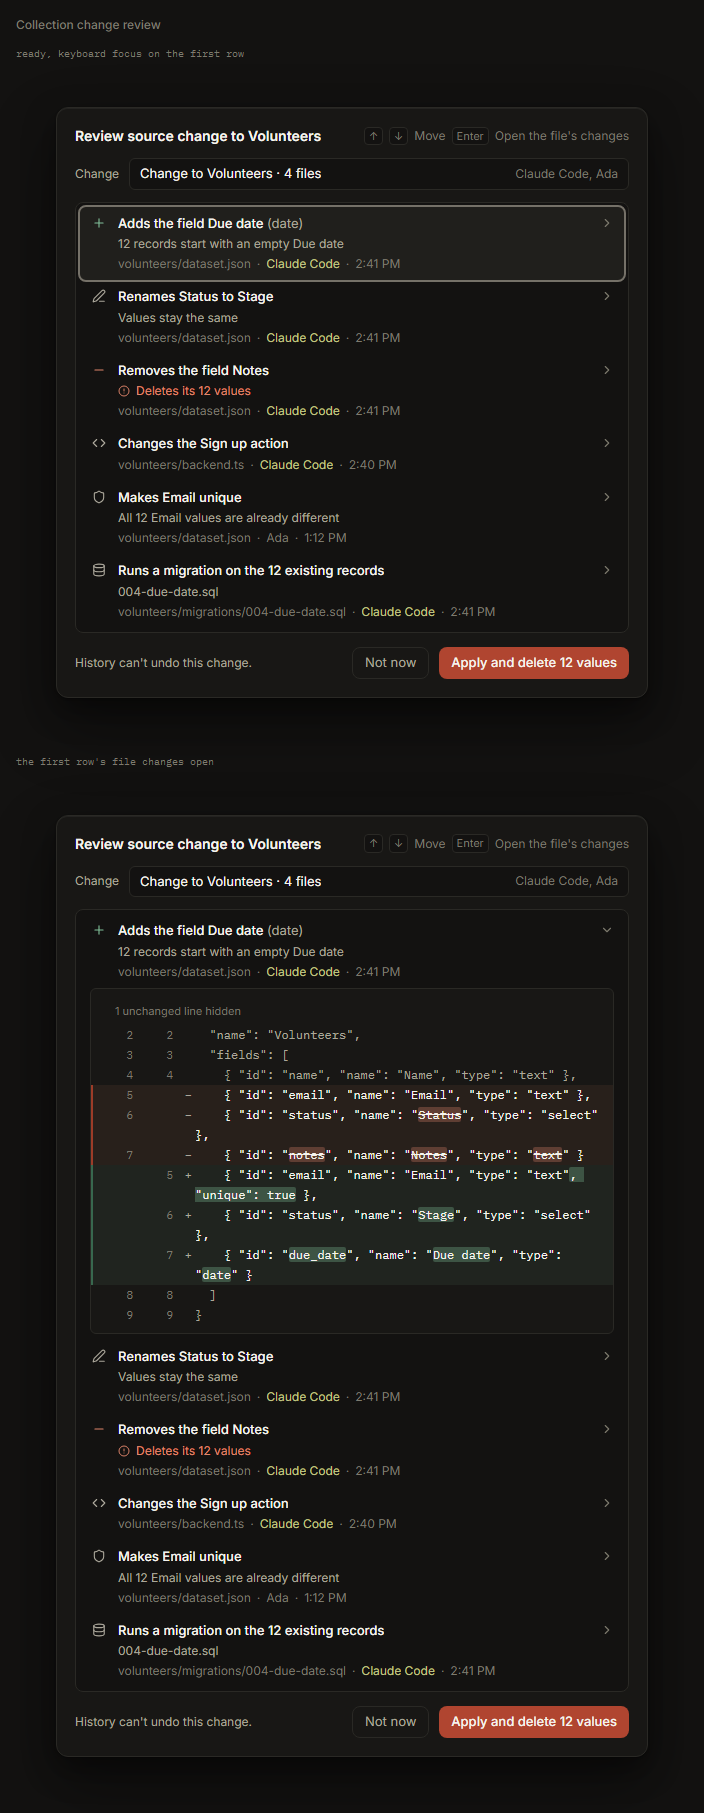 Collection change review
ready, keyboard focus on the first row
Review source change to Volunteers ↑ ↓ Move Enter Open the file's changes
Change Change to Volunteers · 4 files Claude Code, Ada
Adds the field Due date (date)
12 records start with an empty Due date
volunteers/dataset.json · Claude Code · 2:41 PM
Renames Status to Stage
Values stay the same
volunteers/dataset.json · Claude Code · 2:41 PM
Removes the field Notes
Deletes its 12 values
volunteers/dataset.json · Claude Code · 2:41 PM
Changes the Sign up action
volunteers/backend.ts · Claude Code · 2:40 PM
Makes Email unique
All 12 Email values are already different
volunteers/dataset.json · Ada · 1:12 PM
Runs a migration on the 12 existing records
004-due-date.sql
volunteers/migrations/004-due-date.sql · Claude Code · 2:41 PM
History can't undo this change. Not now Apply and delete 12 values
the first row's file changes open
Review source change to Volunteers ↑ ↓ Move Enter Open the file's changes
Change Change to Volunteers · 4 files Claude Code, Ada
Adds the field Due date (date)
12 records start with an empty Due date
volunteers/dataset.json · Claude Code · 2:41 PM
1 unchanged line hidden
2 2 "name": "Volunteers",
3 3 "fields": [
4 4 { "id": "name", "name": "Name", "type": "text" },
5 − { "id": "email", "name": "Email", "type": "text" },
6 − { "id": "status", "name": "Status", "type": "select"
},
7 − { "id": "notes", "name": "Notes", "type": "text" }
5 + { "id": "email", "name": "Email", "type": "text",
"unique": true },
6 + { "id": "status", "name": "Stage", "type": "select"
},
7 + { "id": "due_date", "name": "Due date", "type":
"date" }
8 8 ]
9 9 }
Renames Status to Stage
Values stay the same
volunteers/dataset.json · Claude Code · 2:41 PM
Removes the field Notes
Deletes its 12 values
volunteers/dataset.json · Claude Code · 2:41 PM
Changes the Sign up action
volunteers/backend.ts · Claude Code · 2:40 PM
Makes Email unique
All 12 Email values are already different
volunteers/dataset.json · Ada · 1:12 PM
Runs a migration on the 12 existing records
004-due-date.sql
volunteers/migrations/004-due-date.sql · Claude Code · 2:41 PM
History can't undo this change. Not now Apply and delete 12 values